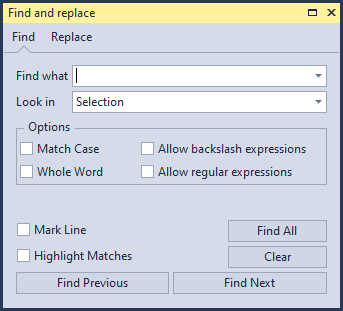 Find and replace
Find Replace
Find what
Look in Selection
Options
Match Case Allow backslash expressions
Whole Word Allow regular expressions
Mark Line Find All
Highlight Matches Clear
Find Previous Find Next